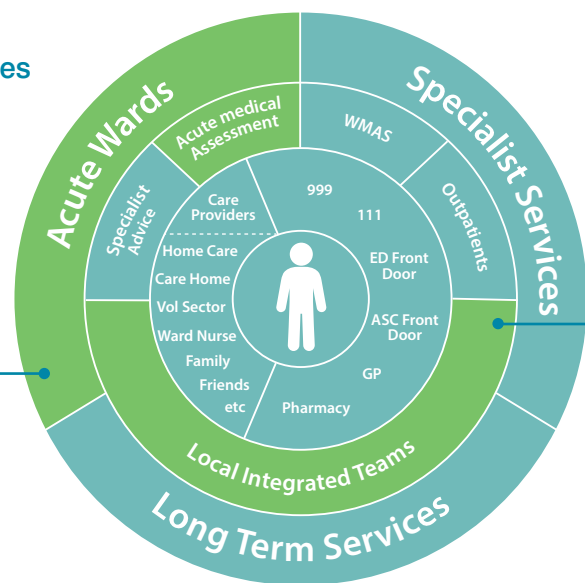 es
Acute Wards
Specialist Services
Acute medical
Assessment
WMAS
Specialist
Advice
Outpatients
Care
Providers
Home Care
Care Home
Vol Sector
Ward Nurse
Family
Friends
etc
999
111
ED Front
Door
ASC Front
Door
GP
Pharmacy
Local Integrated Teams
Long Term Services